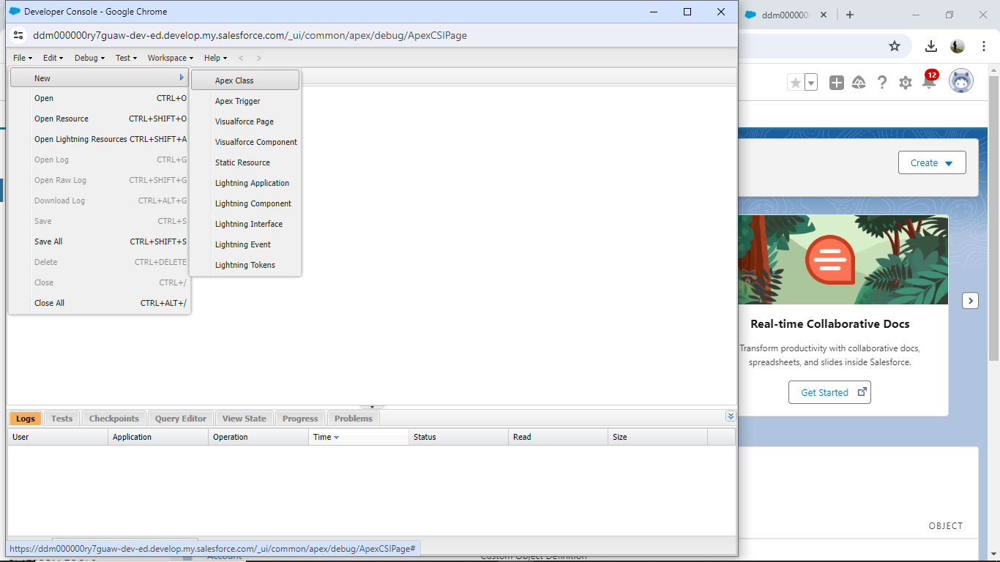 Developer Console - Google Chrome
ddm000000ry7guaw-dev-ed.develop.my.salesforce.com/_ui/common/apex/debug/ApexCSIPage
File Edit Debug Test Workspace Help < >
New
Open CTRL+O
Open Resource CTRL+SHIFT+O
Open Lightning Resources CTRL+SHIFT+A
Open Log CTRL+G
Open Raw Log CTRL+SHIFT+G
Download Log CTRL+ALT+G
Save CTRL+S
Save All CTRL+SHIFT+S
Delete CTRL+DELETE
Close CTRL+/
Close All CTRL+ALT+/
Apex Class
Apex Trigger
Visualforce Page
Visualforce Component
Static Resource
Lightning Application
Lightning Component
Lightning Interface
Lightning Event
Lightning Tokens
Logs Tests Checkpoints Query Editor View State Progress Problems
User Application Operation Time Status Read Size
https://ddm000000ry7guaw-dev-ed.develop.my.salesforce.com/_ui/common/apex/debug/ApexCSIPage#
ddm000000
12
Create
Real-time Collaborative Docs
Transform productivity with collaborative docs,
spreadsheets, and slides inside Salesforce.
Get Started
OBJECT
Account Custom Object Definition